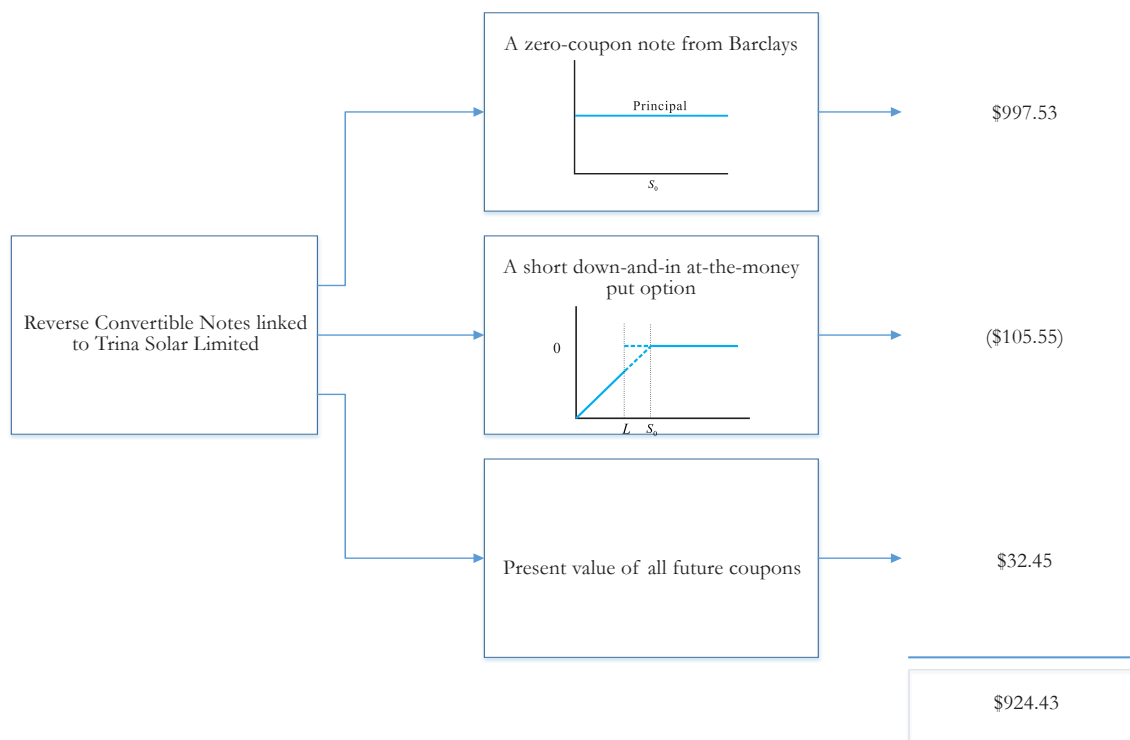 A zero-coupon note from Barclays
Principal
S₀
$997.53
Reverse Convertible Notes linked
to Trina Solar Limited
A short down-and-in at-the-money
put option
0
L S₀
($105.55)
Present value of all future coupons
$32.45
$924.43